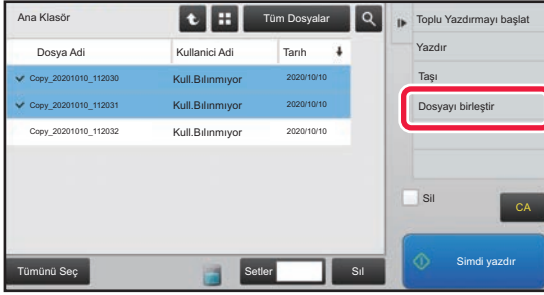 Ana Klasör
Tüm Dosyalar
Dosya Adi
Kullanici Adi
Tarıh
Copy_20201010_112030
Kull.Bılınmıyor
2020/10/10
Copy_20201010_112031
Kull.Bılınmıyor
2020/10/10
Copy_20201010_112032
Kull.Bılınmıyor
2020/10/10
Tümünü Seç
Setler
Sıl
Toplu Yazdırmayı başlat
Yazdır
Taşı
Dosyayı birleştir
Sil
CA
Simdi yazdır